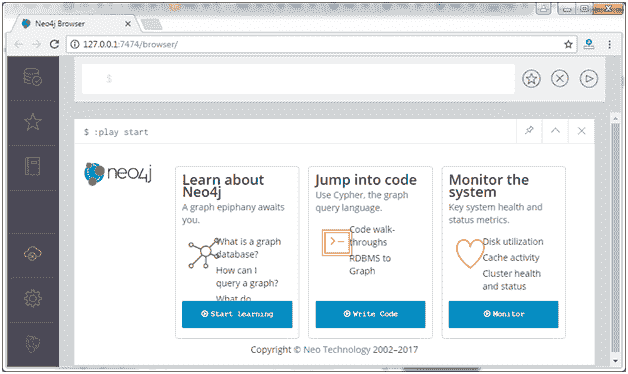 Neo4j Browser
127.0.0.1:7474/browser/
$
$ :play start
neo4j
Learn about
Neo4j
A graph epiphany awaits
you.
What is a graph
database?
How can I
query a graph?
What do
Start Learning
Jump into code
Use Cypher, the graph
query language.
Code walk-
throughs
RDBMS to
Graph
Write Code
Monitor the
system
Key system health and
status metrics.
Disk utilization
Cache activity
Cluster health
and status
Monitor
Copyright © Neo Technology 2002–2017